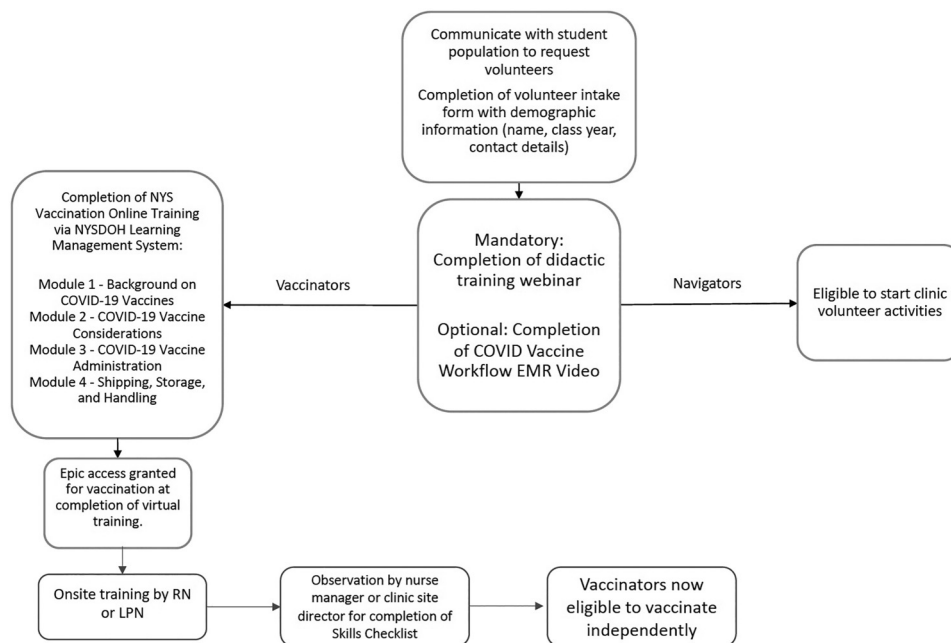 Communicate with student
population to request
volunteers
Completion of volunteer intake
form with demographic
information (name, class year,
contact details)
Completion of NYS
Vaccination Online Training
via NYSDOH Learning
Management System:
Module 1 - Background on
COVID-19 Vaccines
Module 2 - COVID-19 Vaccine
Considerations
Module 3 - COVID-19 Vaccine
Administration
Module 4 - Shipping, Storage,
and Handling
Vaccinators
Mandatory:
Completion of didactic
training webinar
Optional: Completion
of COVID Vaccine
Workflow EMR Video
Navigators
Eligible to start clinic
volunteer activities
Epic access granted
for vaccination at
completion of virtual
training.
Onsite training by RN
or LPN
Observation by nurse
manager or clinic site
director for completion of
Skills Checklist
Vaccinators now
eligible to vaccinate
independently